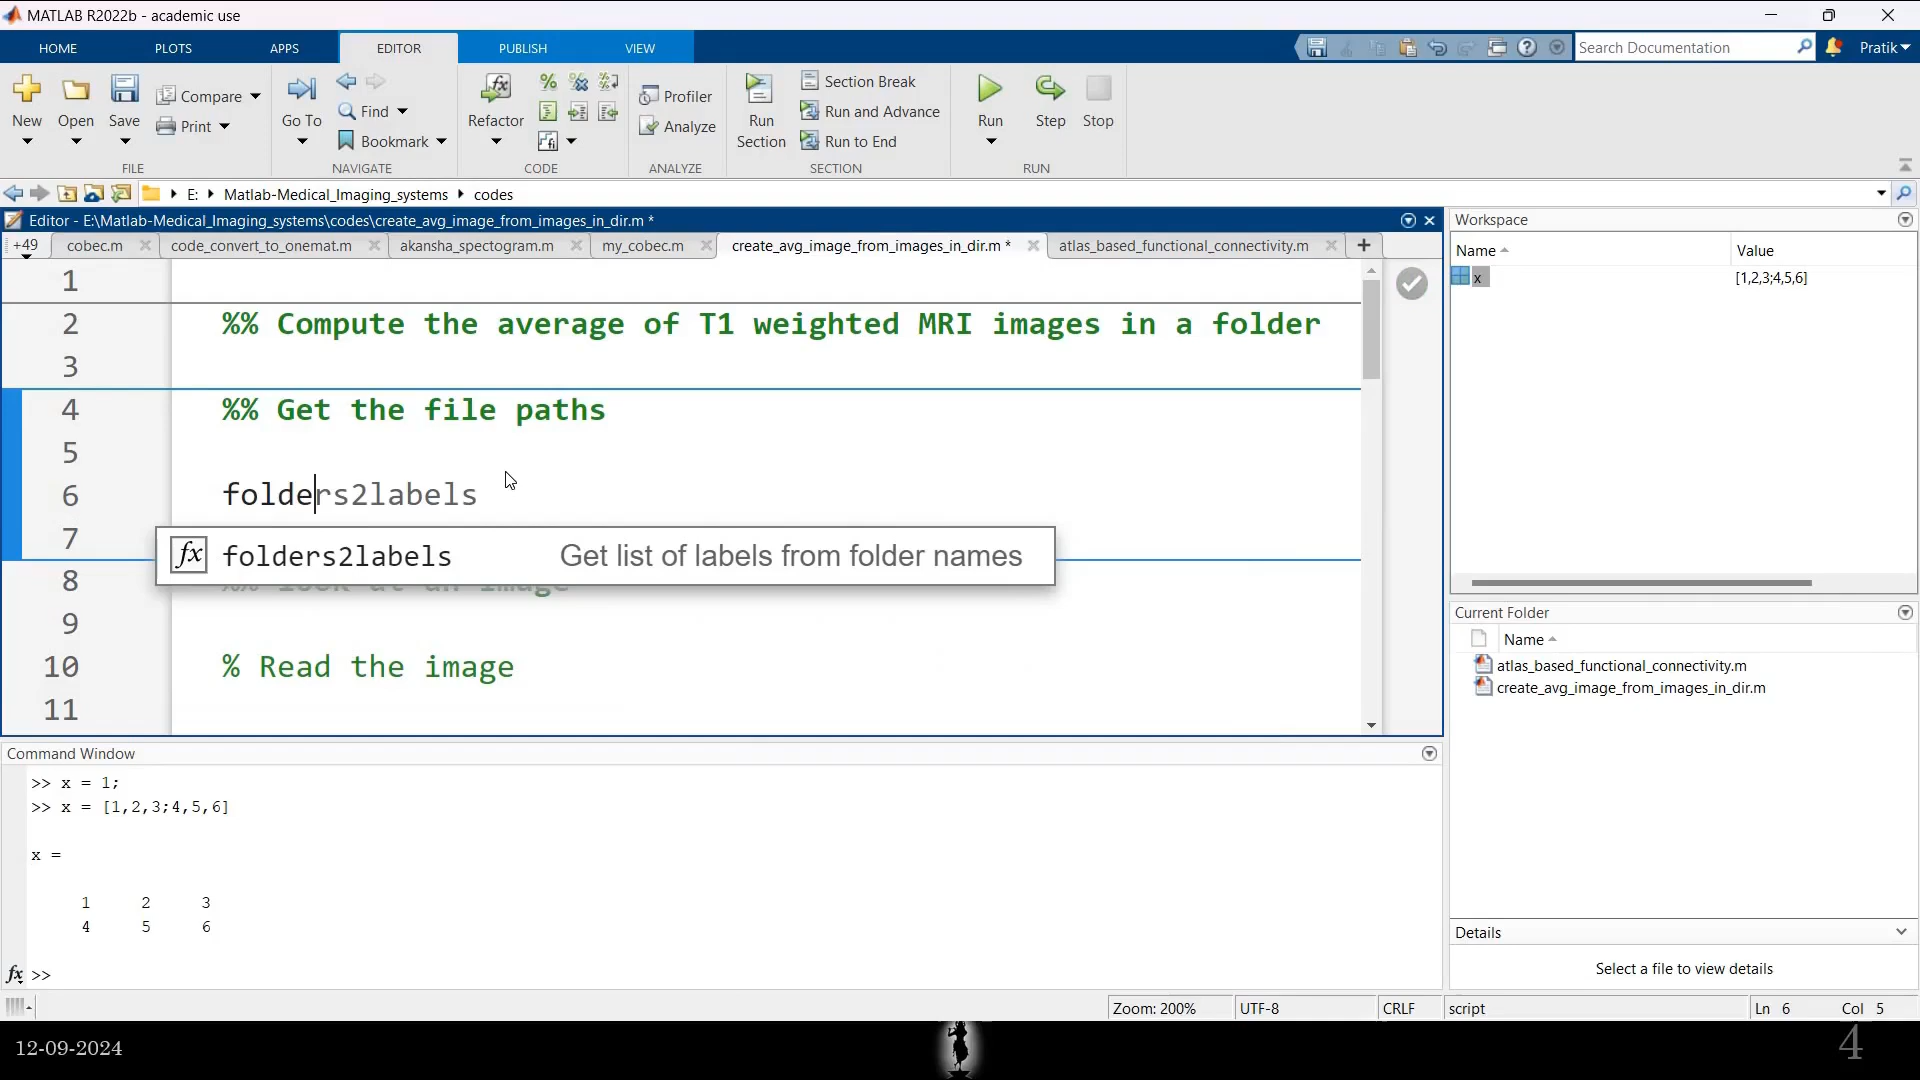 MATLAB R2022b - academic use
HOME PLOTS APPS EDITOR PUBLISH VIEW
Search Documentation
Pratik
New Open Save
Compare
Print
Go To
Find
Bookmark
Refactor
Profiler
Analyze
Run Section
Section Break
Run and Advance
Run to End
Run Step Stop
FILE NAVIGATE CODE ANALYZE SECTION RUN
E: Matlab-Medical_Imaging_systems codes
Editor - E:\Matlab-Medical_Imaging_systems\codes\create_avg_image_from_images_in_dir.m *
+49 cobec.m code_convert_to_onemat.m akansha_spectogram.m my_cobec.m create_avg_image_from_images_in_dir.m * atlas_based_functional_connectivity.m
1
2 %% Compute the average of T1 weighted MRI images in a folder
3
4 %% Get the file paths
5
6 folders2labels
7
fx folders2labels Get list of labels from folder names
8 %% look at an image
9
10 % Read the image
11
Workspace
Name Value
x [1,2,3;4,5,6]
Current Folder
Name
atlas_based_functional_connectivity.m
create_avg_image_from_images_in_dir.m
Details
Select a file to view details
Command Window
>> x = 1;
>> x = [1,2,3;4,5,6]
x =
1 2 3
4 5 6
fx >>
Zoom: 200% UTF-8 CRLF script Ln 6 Col 5
12-09-2024
4